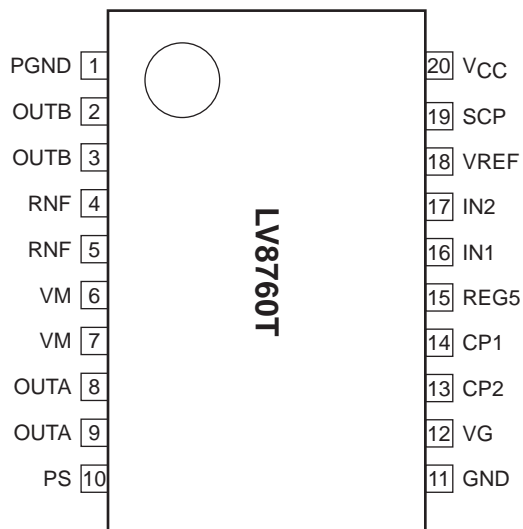 PGND 1
OUTB 2
OUTB 3
RNF 4
RNF 5
VM 6
VM 7
OUTA 8
OUTA 9
PS 10
LV8760T
20 VCC
19 SCP
18 VREF
17 IN2
16 IN1
15 REG5
14 CP1
13 CP2
12 VG
11 GND